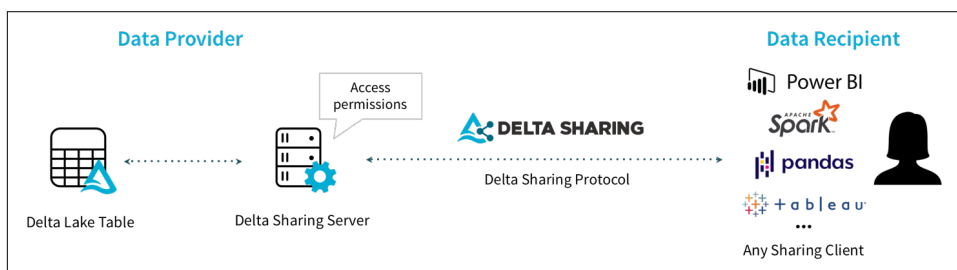 Data Provider
Data Recipient
Access
permissions
Power BI
APACHE
Spark
DELTA SHARING
pandas
Delta Sharing Protocol
+ a b l e a u
Delta Lake Table
Delta Sharing Server
...
Any Sharing Client